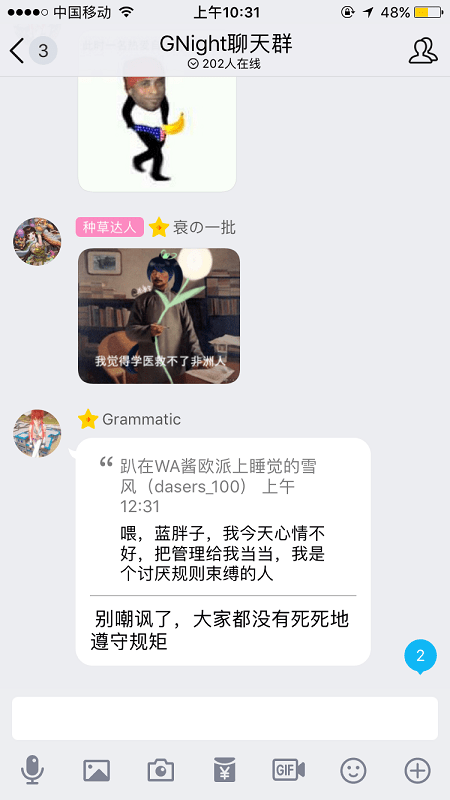 中国移动
上午10:31
48%
3
GNight聊天群
202人在线
种草达人
衰の一批
我觉得学医救不了非洲人
Grammatic
“
趴在WA酱欧派上睡觉的雪
风（dasers_100） 上午
12:31
喂，蓝胖子，我今天心情不
好，把管理给我当当，我是
个讨厌规则束缚的人
别嘲讽了，大家都没有死死地
遵守规矩
2
¥
GIF